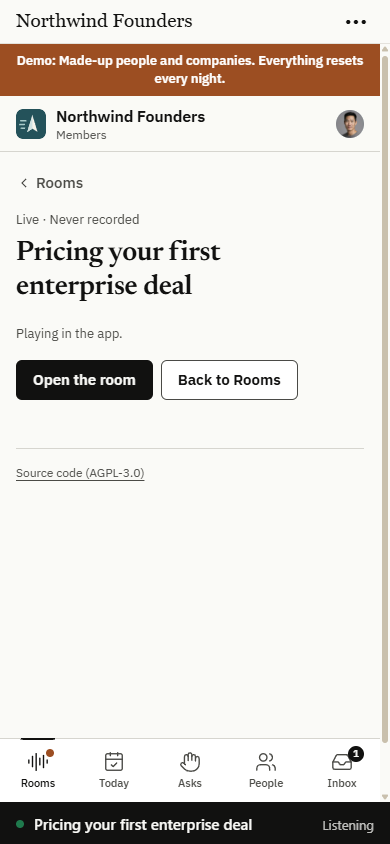 Northwind Founders
Demo: Made-up people and companies. Everything resets
every night.
Northwind Founders
Members
Rooms
Live · Never recorded
Pricing your first
enterprise deal
Playing in the app.
Open the room
Back to Rooms
Source code (AGPL-3.0)
Rooms
Today
Asks
People
1
Inbox
Pricing your first enterprise deal
Listening